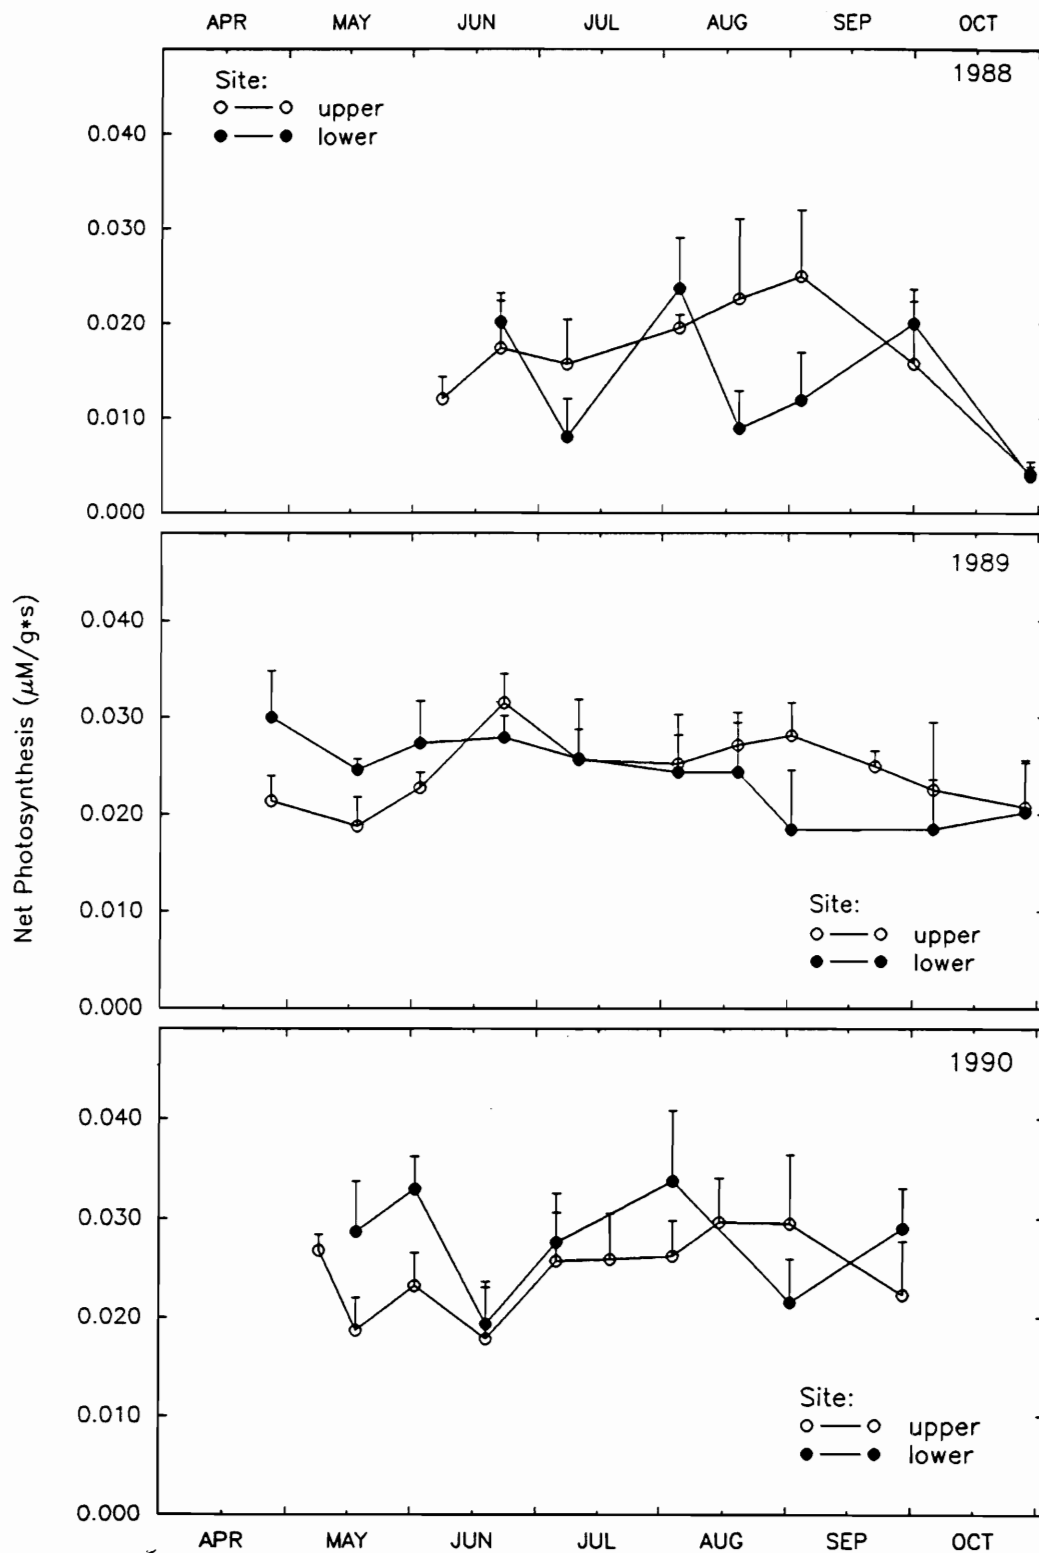 APR MAY JUN JUL AUG SEP OCT
1988
Site:
upper
lower
0.040
0.030
0.020
0.010
0.000
1989
0.040
0.030
0.020
0.010
0.000
Site:
upper
lower
Net Photosynthesis (μM/g*s)
1990
0.040
0.030
0.020
0.010
0.000
Site:
upper
lower
APR MAY JUN JUL AUG SEP OCT